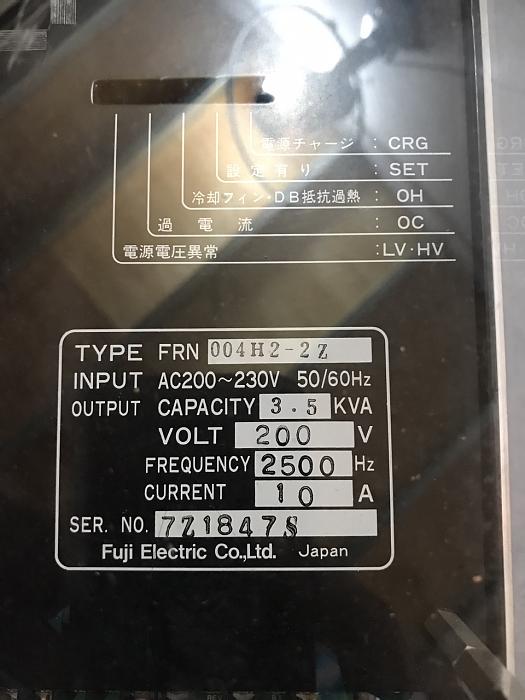 電源チャージ : CRG
設定有り : SET
冷却フィン・DB抵抗過熱 : OH
過電流 : OC
電源電圧異常 :LV・HV
TYPE FRN 004H2-2Z
INPUT AC200~230V 50/60Hz
OUTPUT CAPACITY 3.5 KVA
VOLT 200 V
FREQUENCY 2500 Hz
CURRENT 10 A
SER. NO. 7Z1847S
Fuji Electric Co.,Ltd. Japan